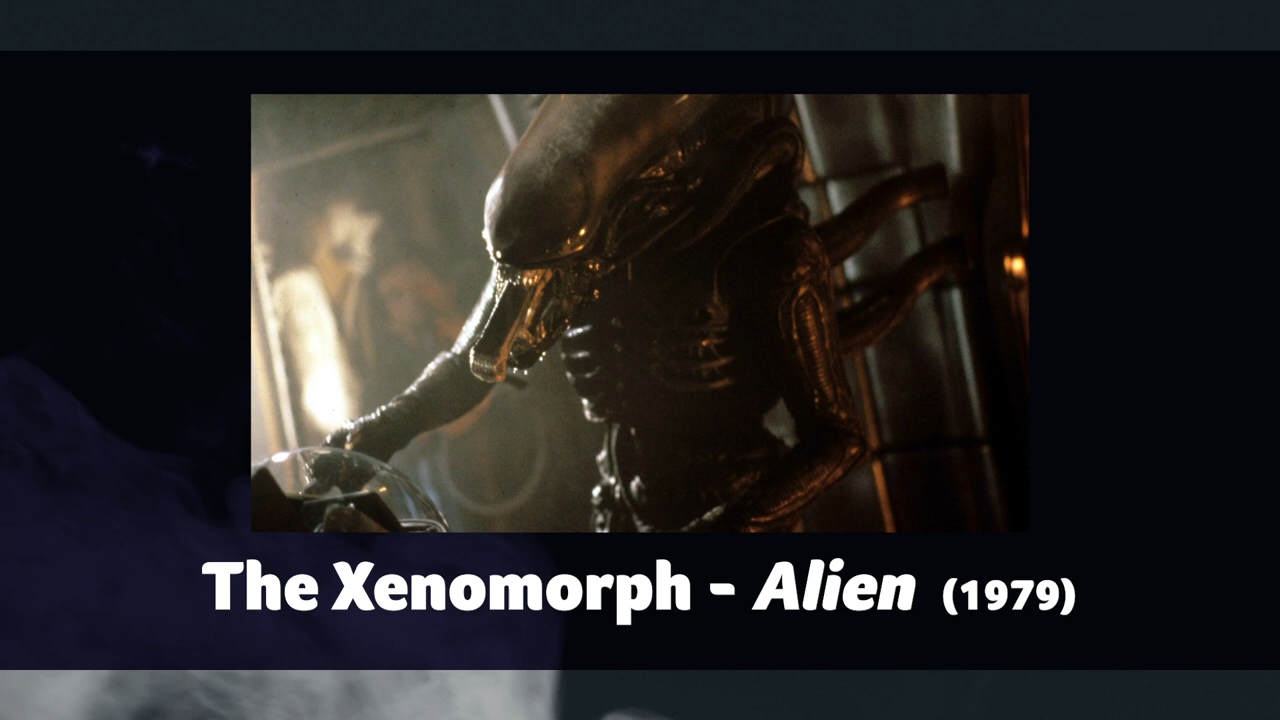 The Xenomorph - Alien (1979)